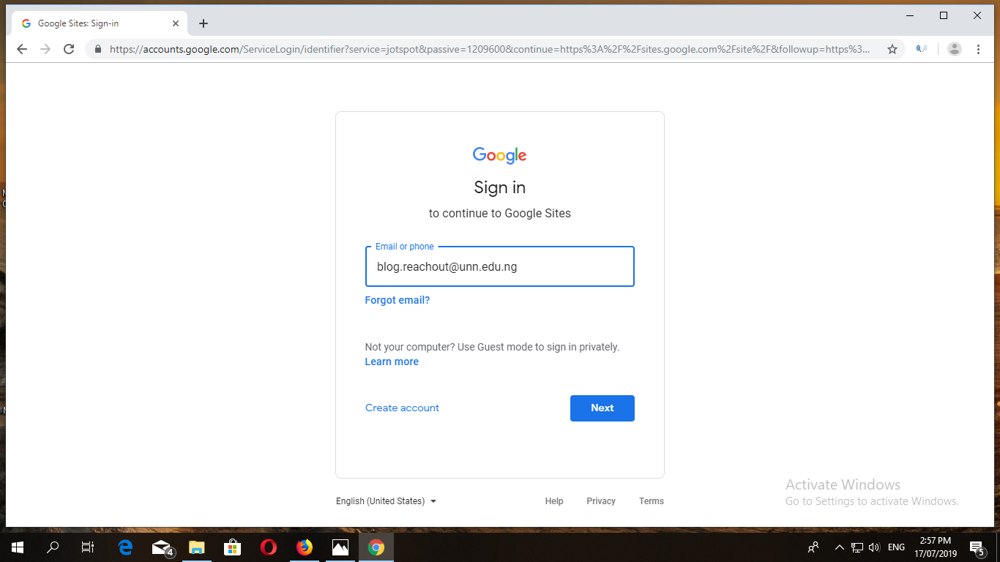 Google Sites: Sign-in
https://accounts.google.com/ServiceLogin/identifier?service=jotspot&passive=1209600&continue=https%3A%2F%2Fsites.google.com%2Fsite%2F&followup=https%3...
Google
Sign in
to continue to Google Sites
Email or phone
blog.reachout@unn.edu.ng
Forgot email?
Not your computer? Use Guest mode to sign in privately.
Learn more
Create account
Next
English (United States)
Help
Privacy
Terms
Activate Windows
Go to Settings to activate Windows.
4
ENG
2:57 PM
17/07/2019
5